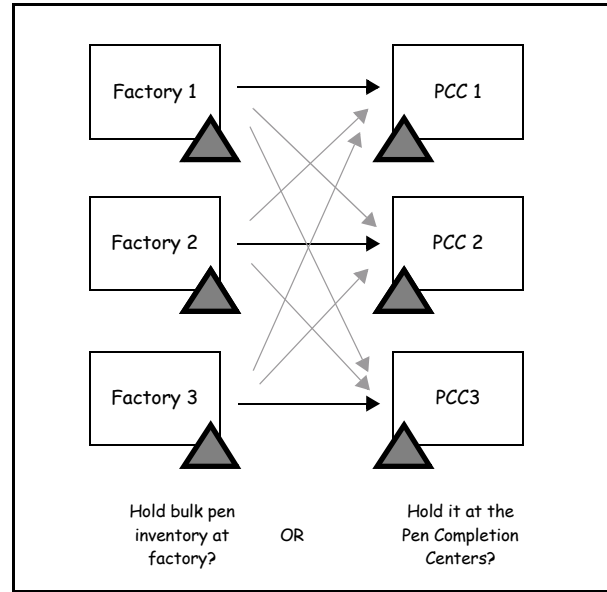 Factory 1
PCC 1
Factory 2
PCC 2
Factory 3
PCC3
Hold bulk pen
inventory at
factory?
OR
Hold it at the
Pen Completion
Centers?